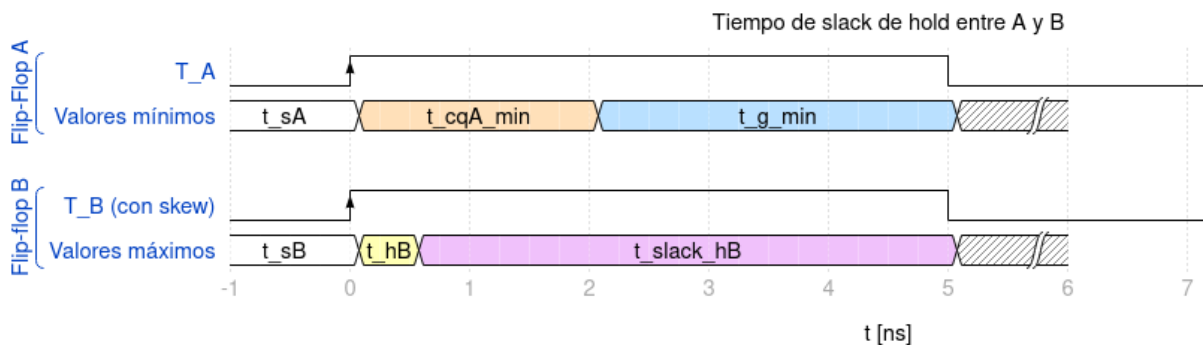 Tiempo de slack de hold entre A y B
Flip-Flop A
T_A
Valores mínimos
t_sA
t_cqA_min
t_g_min
Flip-flop B
T_B (con skew)
Valores máximos
t_sB
t_hB
t_slack_hB
-1 0 1 2 3 4 5 6 7
t [ns]